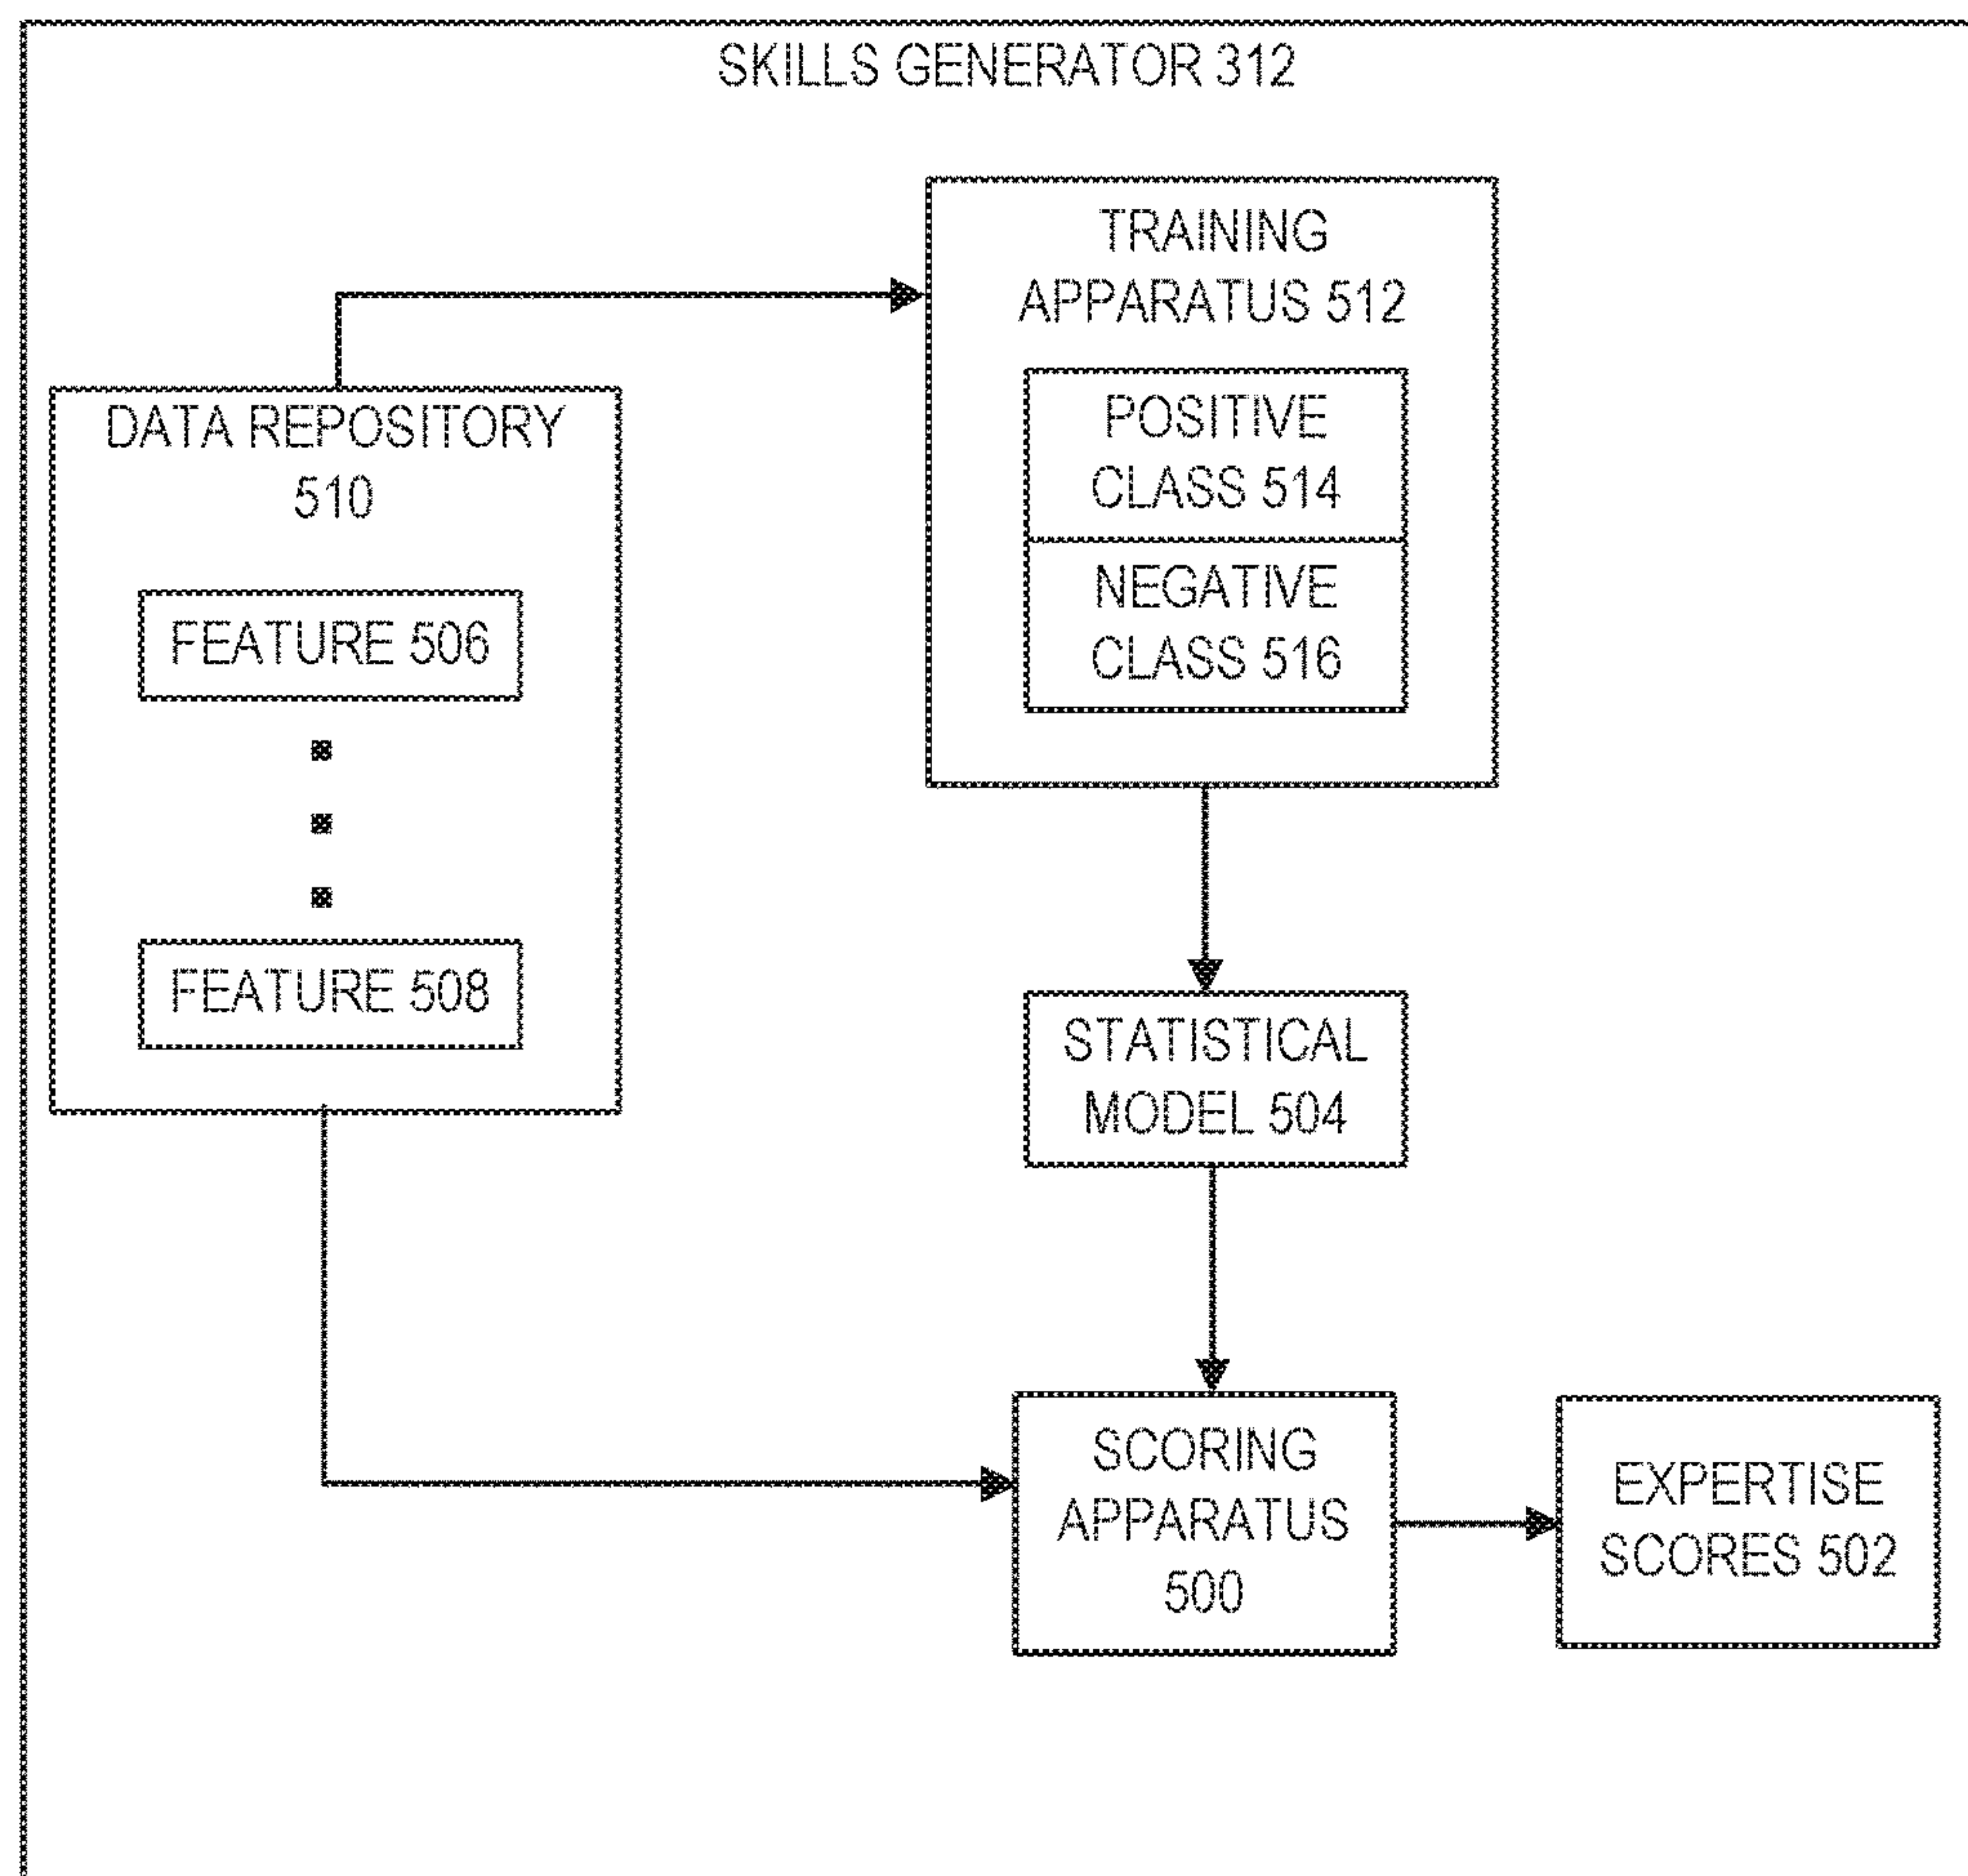 SKILLS GENERATOR 312
TRAINING
APPARATUS 512
POSITIVE
CLASS 514
NEGATIVE
CLASS 516
DATA REPOSITORY
510
FEATURE 506
FEATURE 508
STATISTICAL
MODEL 504
SCORING
APPARATUS
500
EXPERTISE
SCORES 502